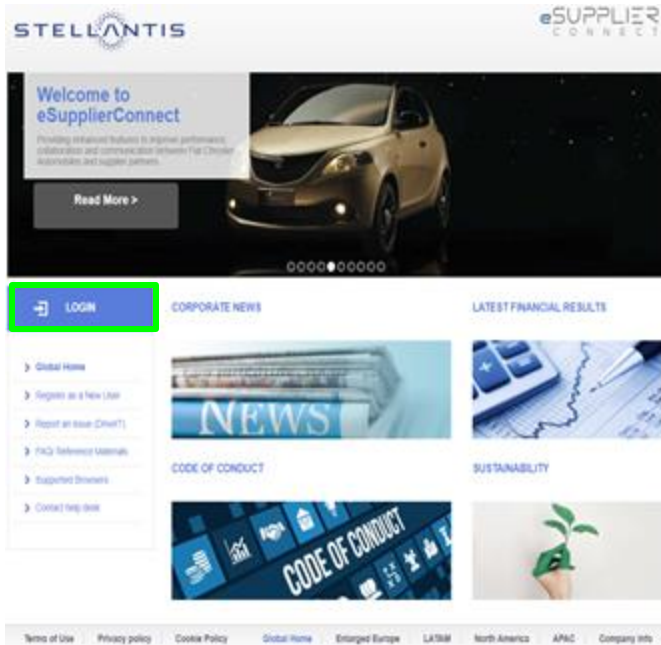 STELLANTIS
eSUPPLIER
CONNECT
Welcome to
eSupplierConnect
Providing enhanced features to improve performance,
collaboration and communication between Fiat Chrysler
Automobiles and supplier partners.
Read More >
LOGIN
CORPORATE NEWS
LATEST FINANCIAL RESULTS
Global Home
Register as a New User
Report an Issue (DriveIT)
FAQ/ Reference Materials
Supported Browsers
Contact help desk
NEWS
CODE OF CONDUCT
SUSTAINABILITY
CODE OF CONDUCT
Terms of Use Privacy policy Cookie Policy Global Home Enlarged Europe LATAM North America APAC Company Info